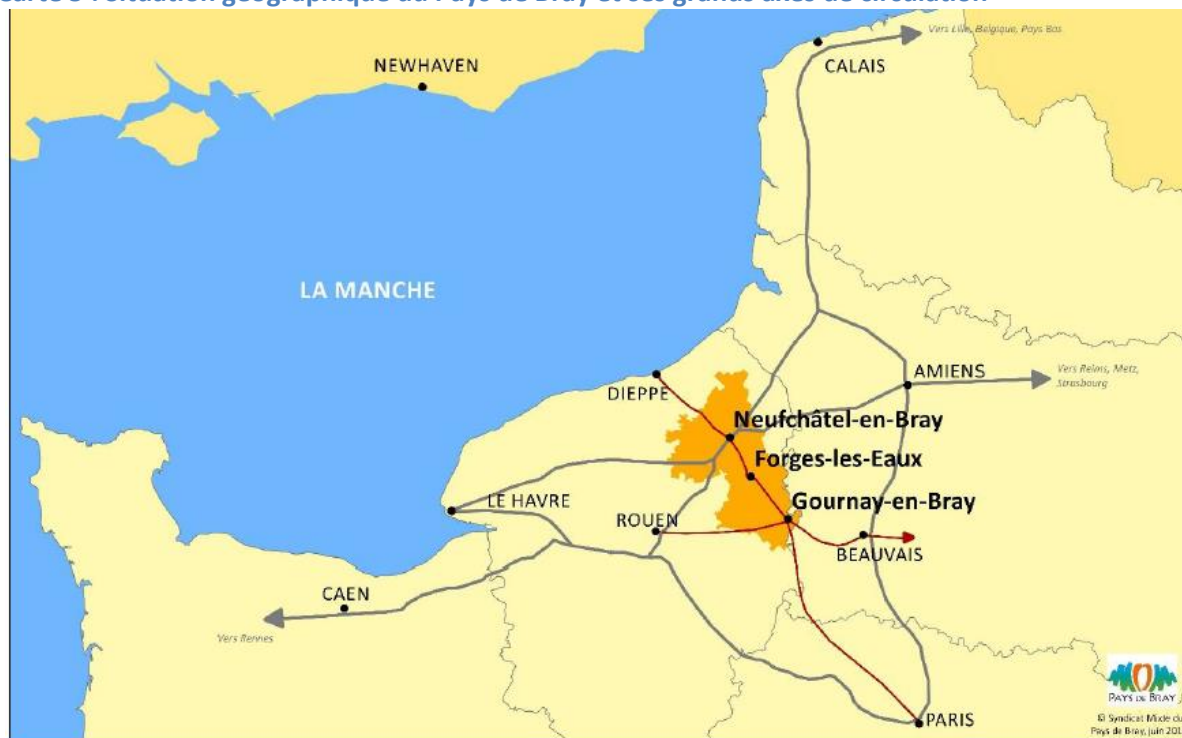 situation géographique du Pays de Bray et ses grands axes de circulation
Vers Lille, Belgique, Pays Bas
CALAIS
NEWHAVEN
LA MANCHE
AMIENS
Vers Reims, Metz,
Strasbourg
DIEPPE
Neufchâtel-en-Bray
Forges-les-Eaux
LE HAVRE
Gournay-en-Bray
ROUEN
BEAUVAIS
CAEN
Vers Rennes
PAYS DE BRAY
PARIS
© Syndicat Mixte du
Pays de Bray, juin